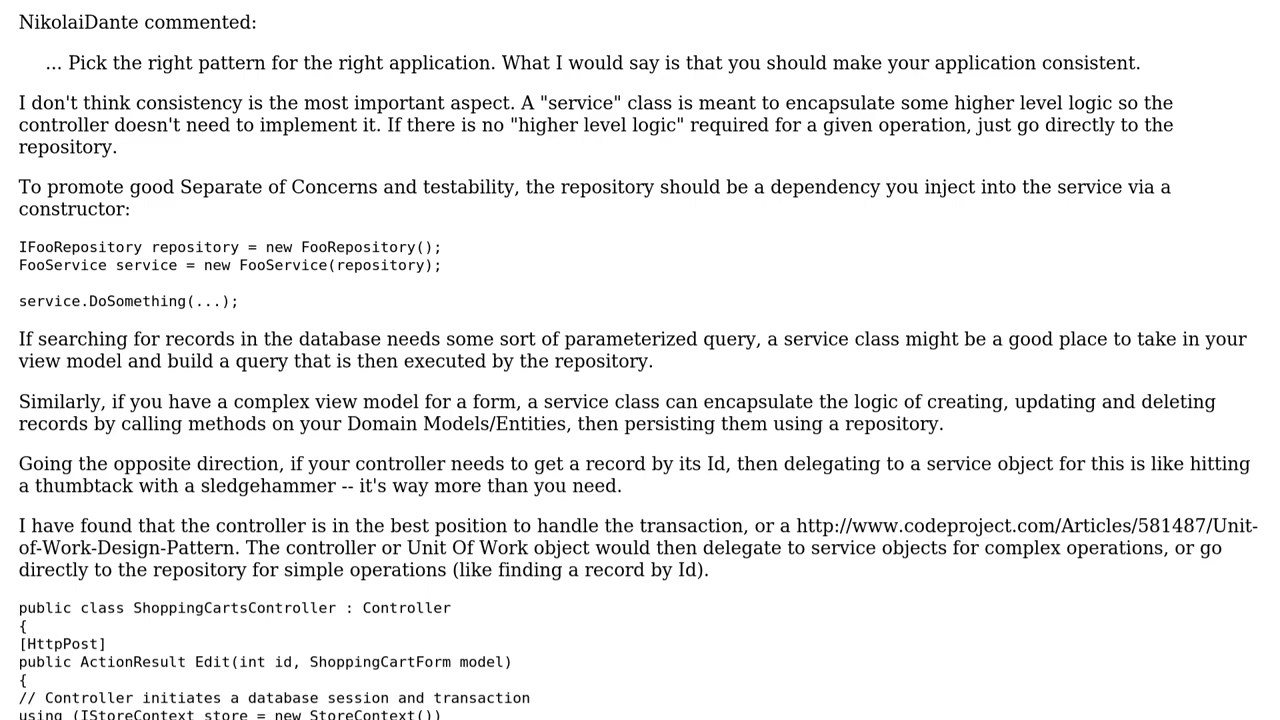 NikolaiDante commented:
... Pick the right pattern for the right application. What I would say is that you should make your application consistent.
I don't think consistency is the most important aspect. A "service" class is meant to encapsulate some higher level logic so the
controller doesn't need to implement it. If there is no "higher level logic" required for a given operation, just go directly to the
repository.
To promote good Separate of Concerns and testability, the repository should be a dependency you inject into the service via a
constructor:
IFooRepository repository = new FooRepository();
FooService service = new FooService(repository);
service.DoSomething(...);
If searching for records in the database needs some sort of parameterized query, a service class might be a good place to take in your
view model and build a query that is then executed by the repository.
Similarly, if you have a complex view model for a form, a service class can encapsulate the logic of creating, updating and deleting
records by calling methods on your Domain Models/Entities, then persisting them using a repository.
Going the opposite direction, if your controller needs to get a record by its Id, then delegating to a service object for this is like hitting
a thumbtack with a sledgehammer -- it's way more than you need.
I have found that the controller is in the best position to handle the transaction, or a http://www.codeproject.com/Articles/581487/Unit-
of-Work-Design-Pattern. The controller or Unit Of Work object would then delegate to service objects for complex operations, or go
directly to the repository for simple operations (like finding a record by Id).
public class ShoppingCartsController : Controller
{
[HttpPost]
public ActionResult Edit(int id, ShoppingCartForm model)
{
// Controller initiates a database session and transaction
using (IStoreContext store = new StoreContext())